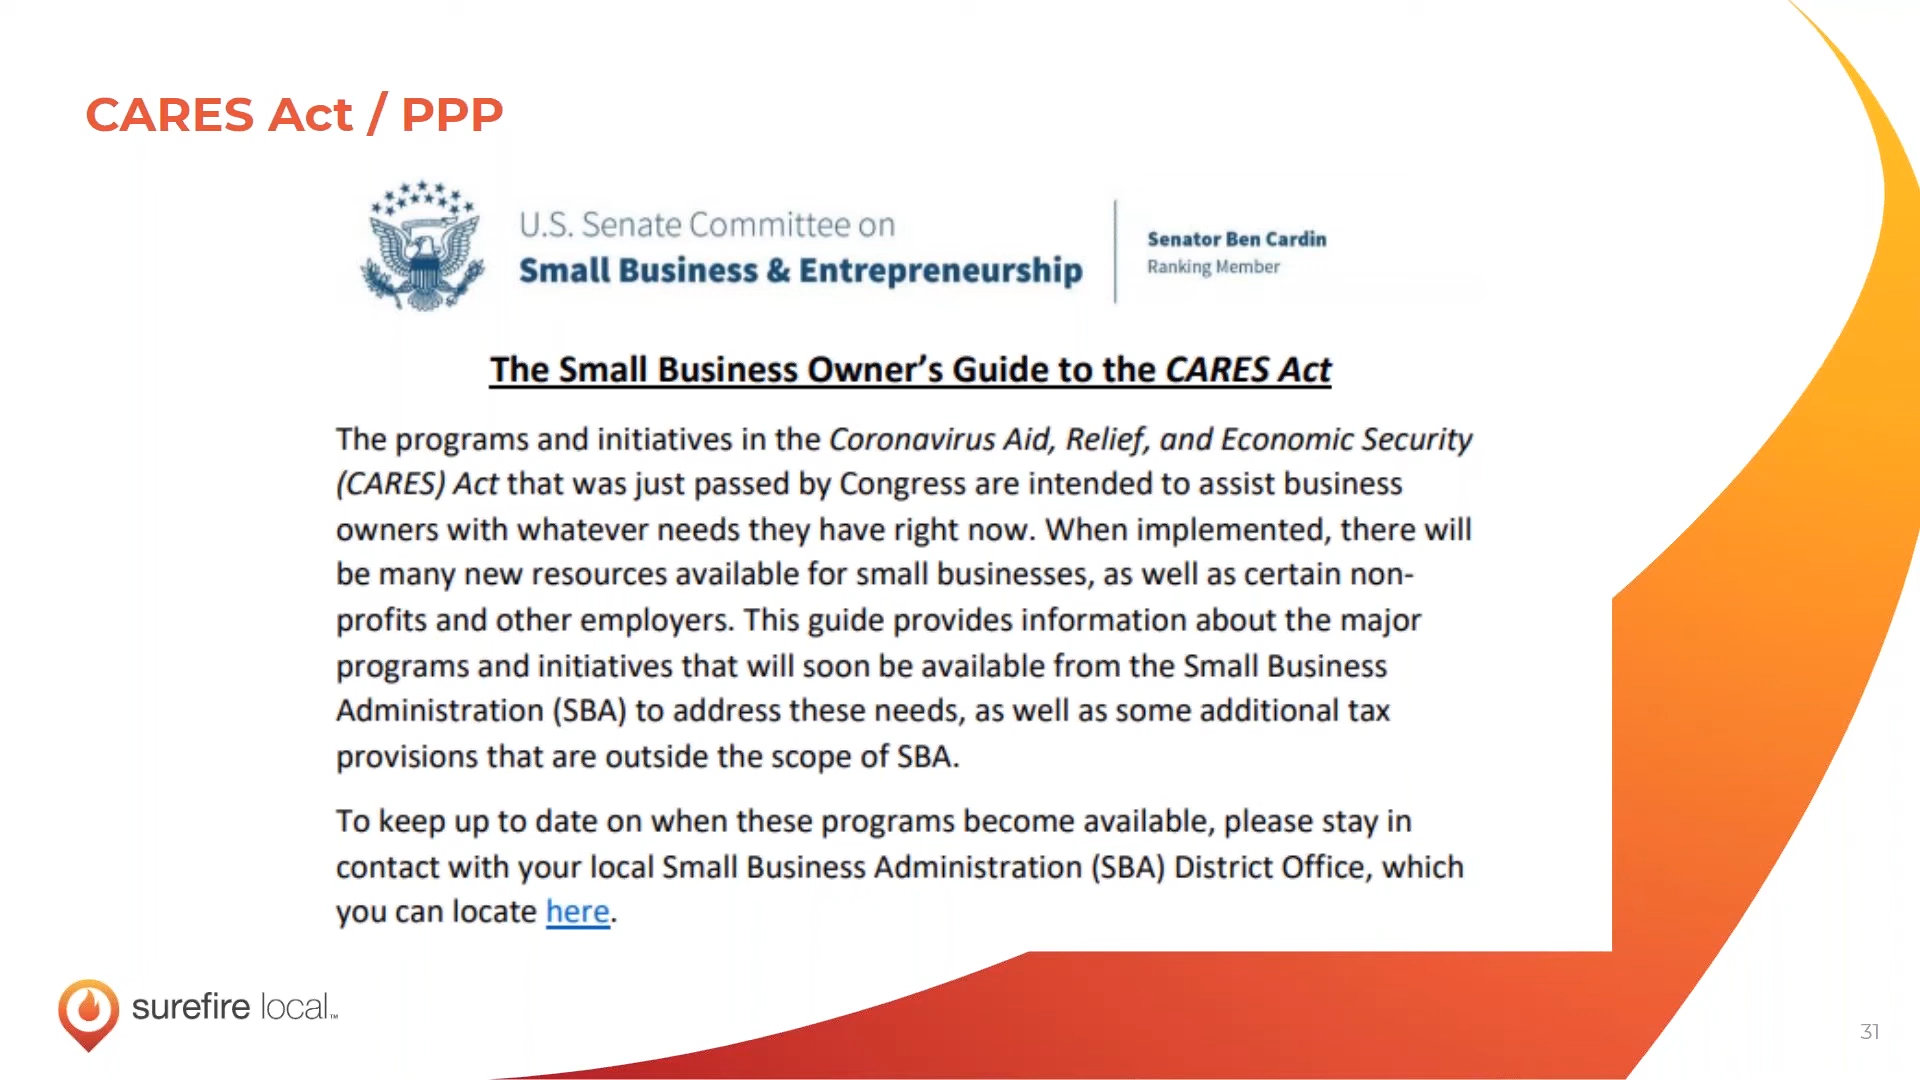 CARES Act / PPP
U.S. Senate Committee on
Small Business & Entrepreneurship
Senator Ben Cardin
Ranking Member
The Small Business Owner’s Guide to the CARES Act
The programs and initiatives in the Coronavirus Aid, Relief, and Economic Security
(CARES) Act that was just passed by Congress are intended to assist business
owners with whatever needs they have right now. When implemented, there will
be many new resources available for small businesses, as well as certain non-
profits and other employers. This guide provides information about the major
programs and initiatives that will soon be available from the Small Business
Administration (SBA) to address these needs, as well as some additional tax
provisions that are outside the scope of SBA.
To keep up to date on when these programs become available, please stay in
contact with your local Small Business Administration (SBA) District Office, which
you can locate here.
surefire local™
31